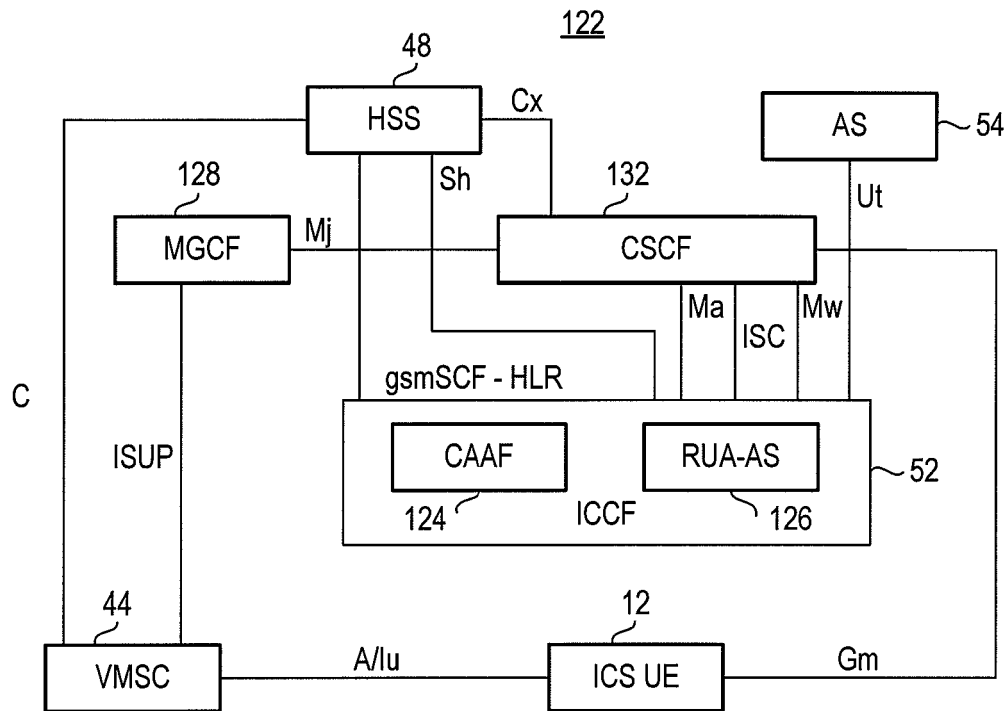 122
48
HSS
Cx
AS
54
Sh
128
132
Ut
MGCF
Mj
CSCF
Ma
ISC
Mw
gsmSCF - HLR
C
ISUP
CAAF
RUA-AS
52
124
ICCF
126
44
12
VMSC
A/Iu
ICS UE
Gm